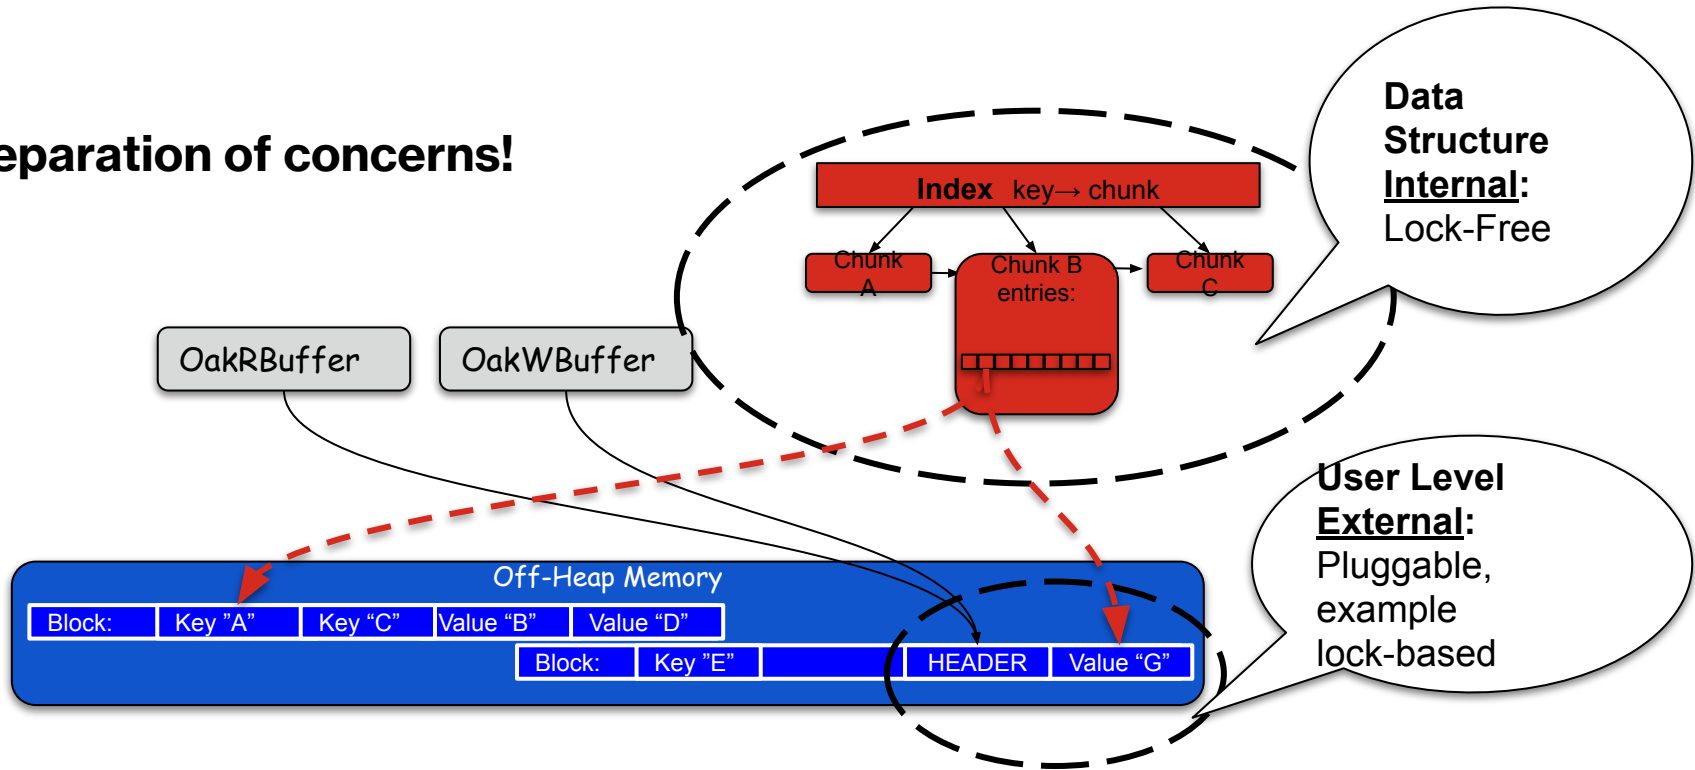 eparation of concerns!
Data
Structure
Internal:
Lock-Free
Index key→ chunk
Chunk
A
Chunk B
entries:
Chunk
C
OakRBuffer
OakWBuffer
User Level
External:
Pluggable,
example
lock-based
Off-Heap Memory
Block: Key ”A” Key “C” Value “B” Value “D”
Block: Key ”E” HEADER Value “G”